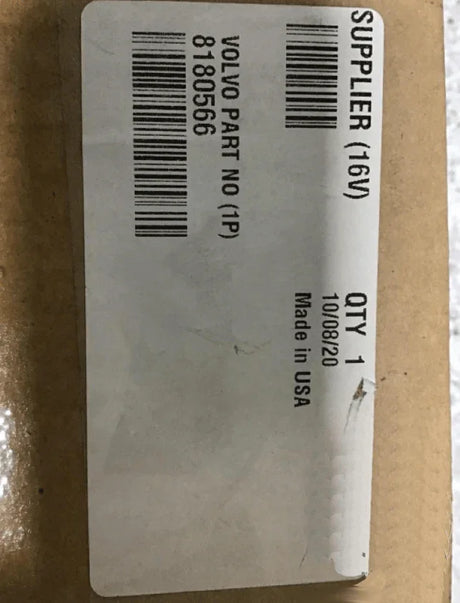 SUPPLIER (16V)
QTY 1
10/08/20
Made in USA
VOLVO PART NO (1P)
8180566